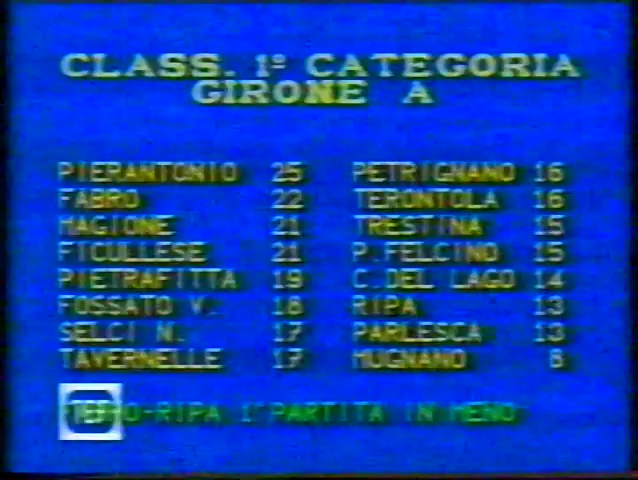 CLASS. 1ª CATEGORIA
GIRONE A
PIERANTONIO 25 PETRIGNANO 16
FABRO 22 TERONTOLA 16
MAGIONE 21 TRESTINA 15
FICULLESE 21 P.FELCINO 15
PIETRAFITTA 19 C.DEL LAGO 14
FOSSATO V. 18 RIPA 13
SELCI N. 17 PARLESCA 13
TAVERNELLE 17 MUGNANO 8
TEF
-RIPA 1 PARTITA IN MENO